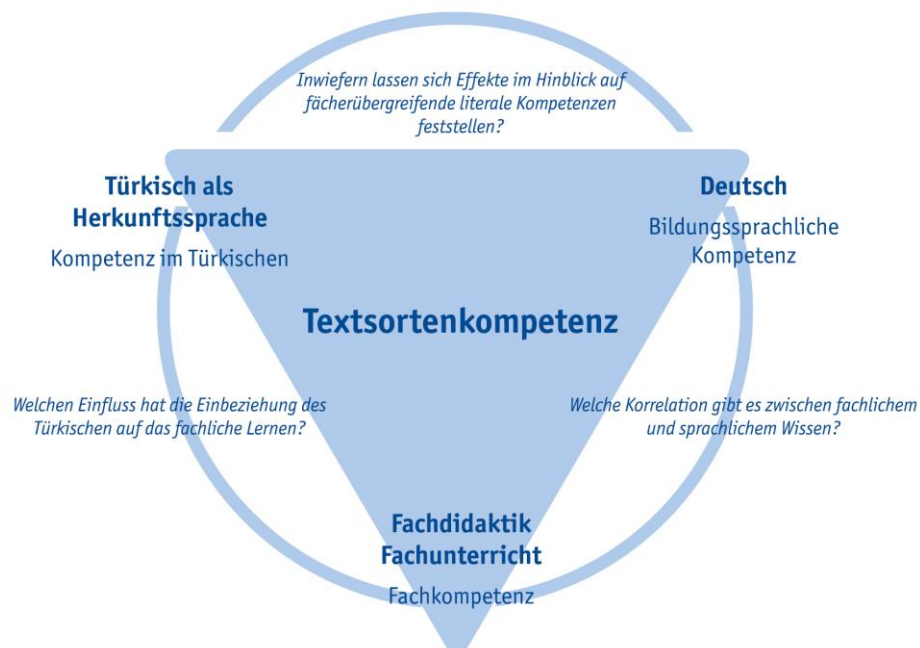 Inwiefern lassen sich Effekte im Hinblick auf
fächerübergreifende literale Kompetenzen
feststellen?
Türkisch als
Herkunftssprache
Kompetenz im Türkischen
Deutsch
Bildungssprachliche
Kompetenz
Textsortenkompetenz
Welchen Einfluss hat die Einbeziehung des
Türkischen auf das fachliche Lernen?
Welche Korrelation gibt es zwischen fachlichem
und sprachlichem Wissen?
Fachdidaktik
Fachunterricht
Fachkompetenz